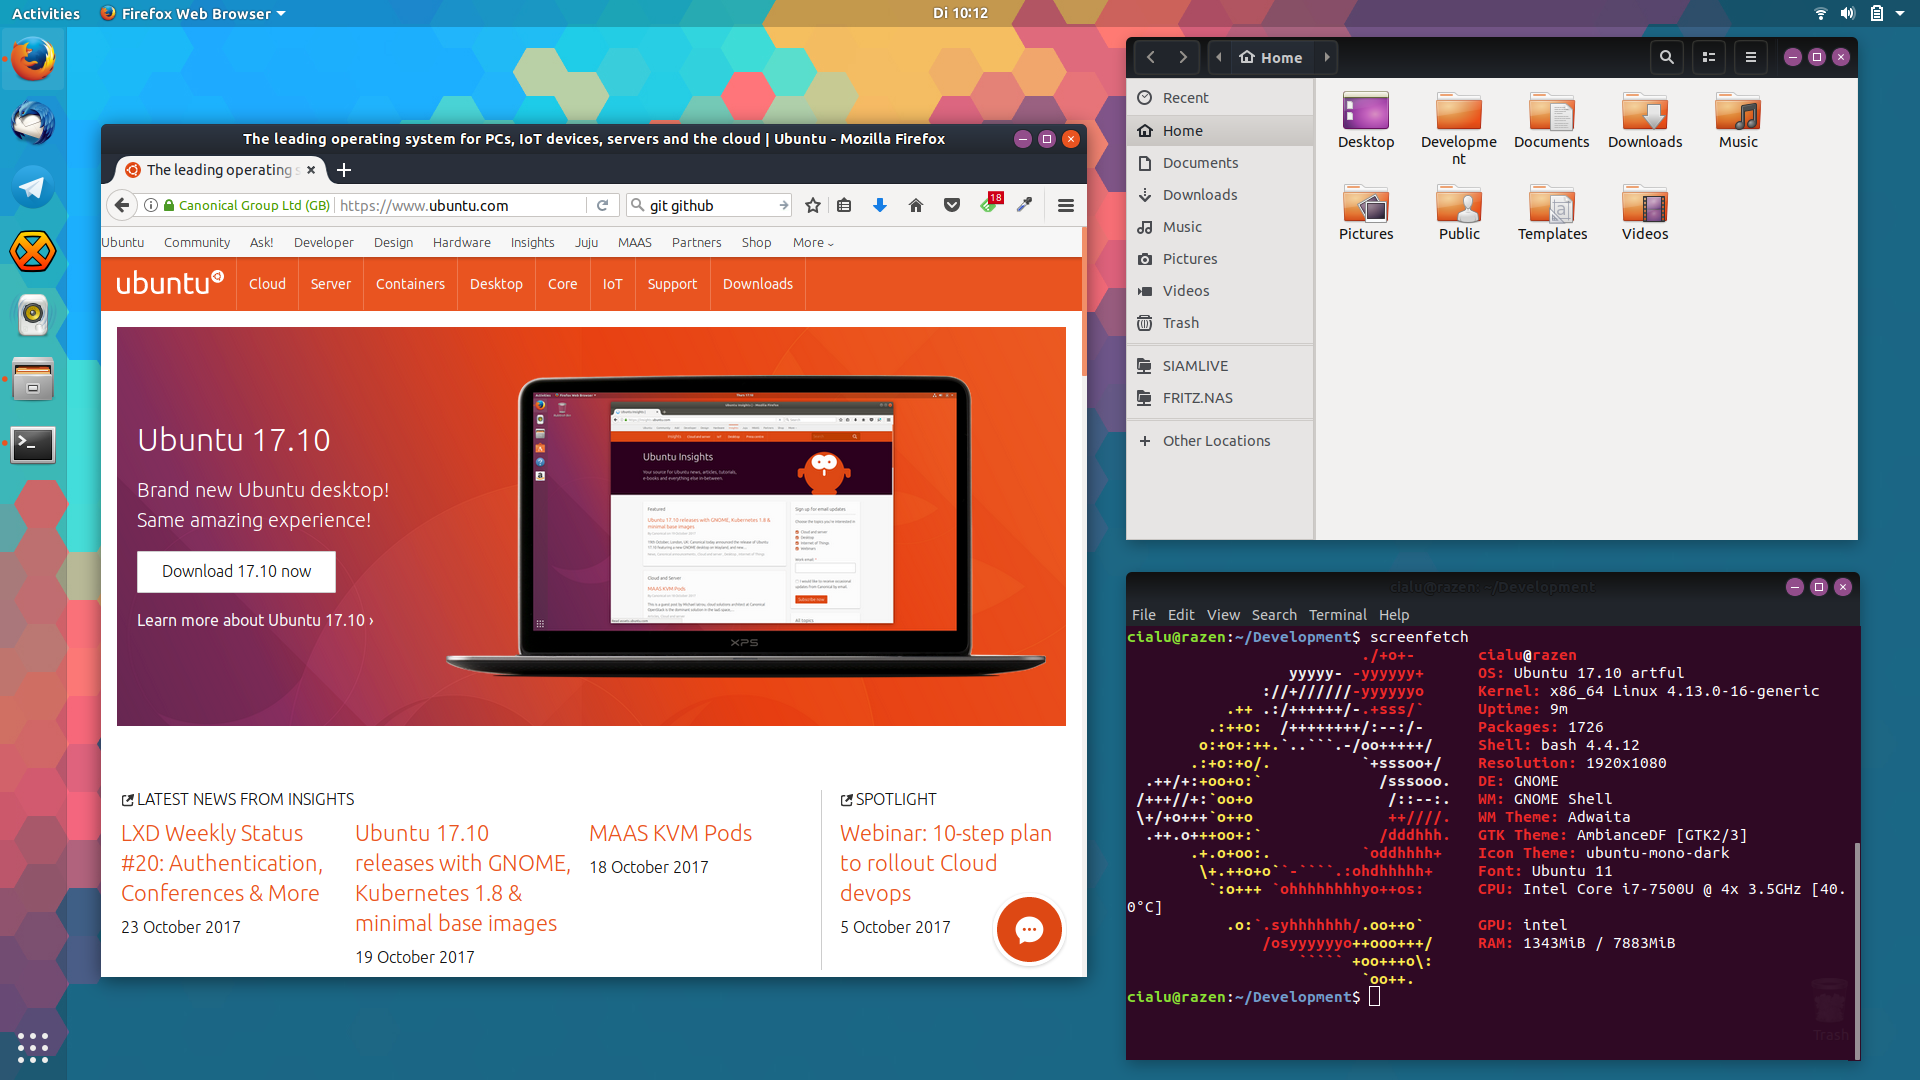 Activities
Firefox Web Browser
Di 10:12
The leading operating system for PCs, IoT devices, servers and the cloud | Ubuntu - Mozilla Firefox
The leading operating s
Canonical Group Ltd (GB)
https://www.ubuntu.com
git github
18
Ubuntu Community Ask! Developer Design Hardware Insights Juju MAAS Partners Shop More
ubuntu
Cloud Server Containers Desktop Core IoT Support Downloads
Ubuntu 17.10
Brand new Ubuntu desktop!
Same amazing experience!
Download 17.10 now
Learn more about Ubuntu 17.10 ›
Ubuntu Insights
XPS
LATEST NEWS FROM INSIGHTS
LXD Weekly Status
#20: Authentication,
Conferences & More
23 October 2017
Ubuntu 17.10
releases with GNOME,
Kubernetes 1.8 &
minimal base images
19 October 2017
MAAS KVM Pods
18 October 2017
SPOTLIGHT
Webinar: 10-step plan
to rollout Cloud
devops
5 October 2017
Home
Recent
Home
Documents
Downloads
Music
Pictures
Videos
Trash
SIAMLIVE
FRITZ.NAS
Other Locations
Desktop
Developme
nt
Documents
Downloads
Music
Pictures
Public
Templates
Videos
cialu@razen: ~/Development
File Edit View Search Terminal Help
cialu@razen:~/Development$ screenfetch
cialu@razen
OS: Ubuntu 17.10 artful
Kernel: x86_64 Linux 4.13.0-16-generic
Uptime: 9m
Packages: 1726
Shell: bash 4.4.12
Resolution: 1920x1080
DE: GNOME
WM: GNOME Shell
WM Theme: Adwaita
GTK Theme: AmbianceDF [GTK2/3]
Icon Theme: ubuntu-mono-dark
Font: Ubuntu 11
CPU: Intel Core i7-7500U @ 4x 3.5GHz [40.
0°C]
GPU: intel
RAM: 1343MiB / 7883MiB
cialu@razen:~/Development$
Trash